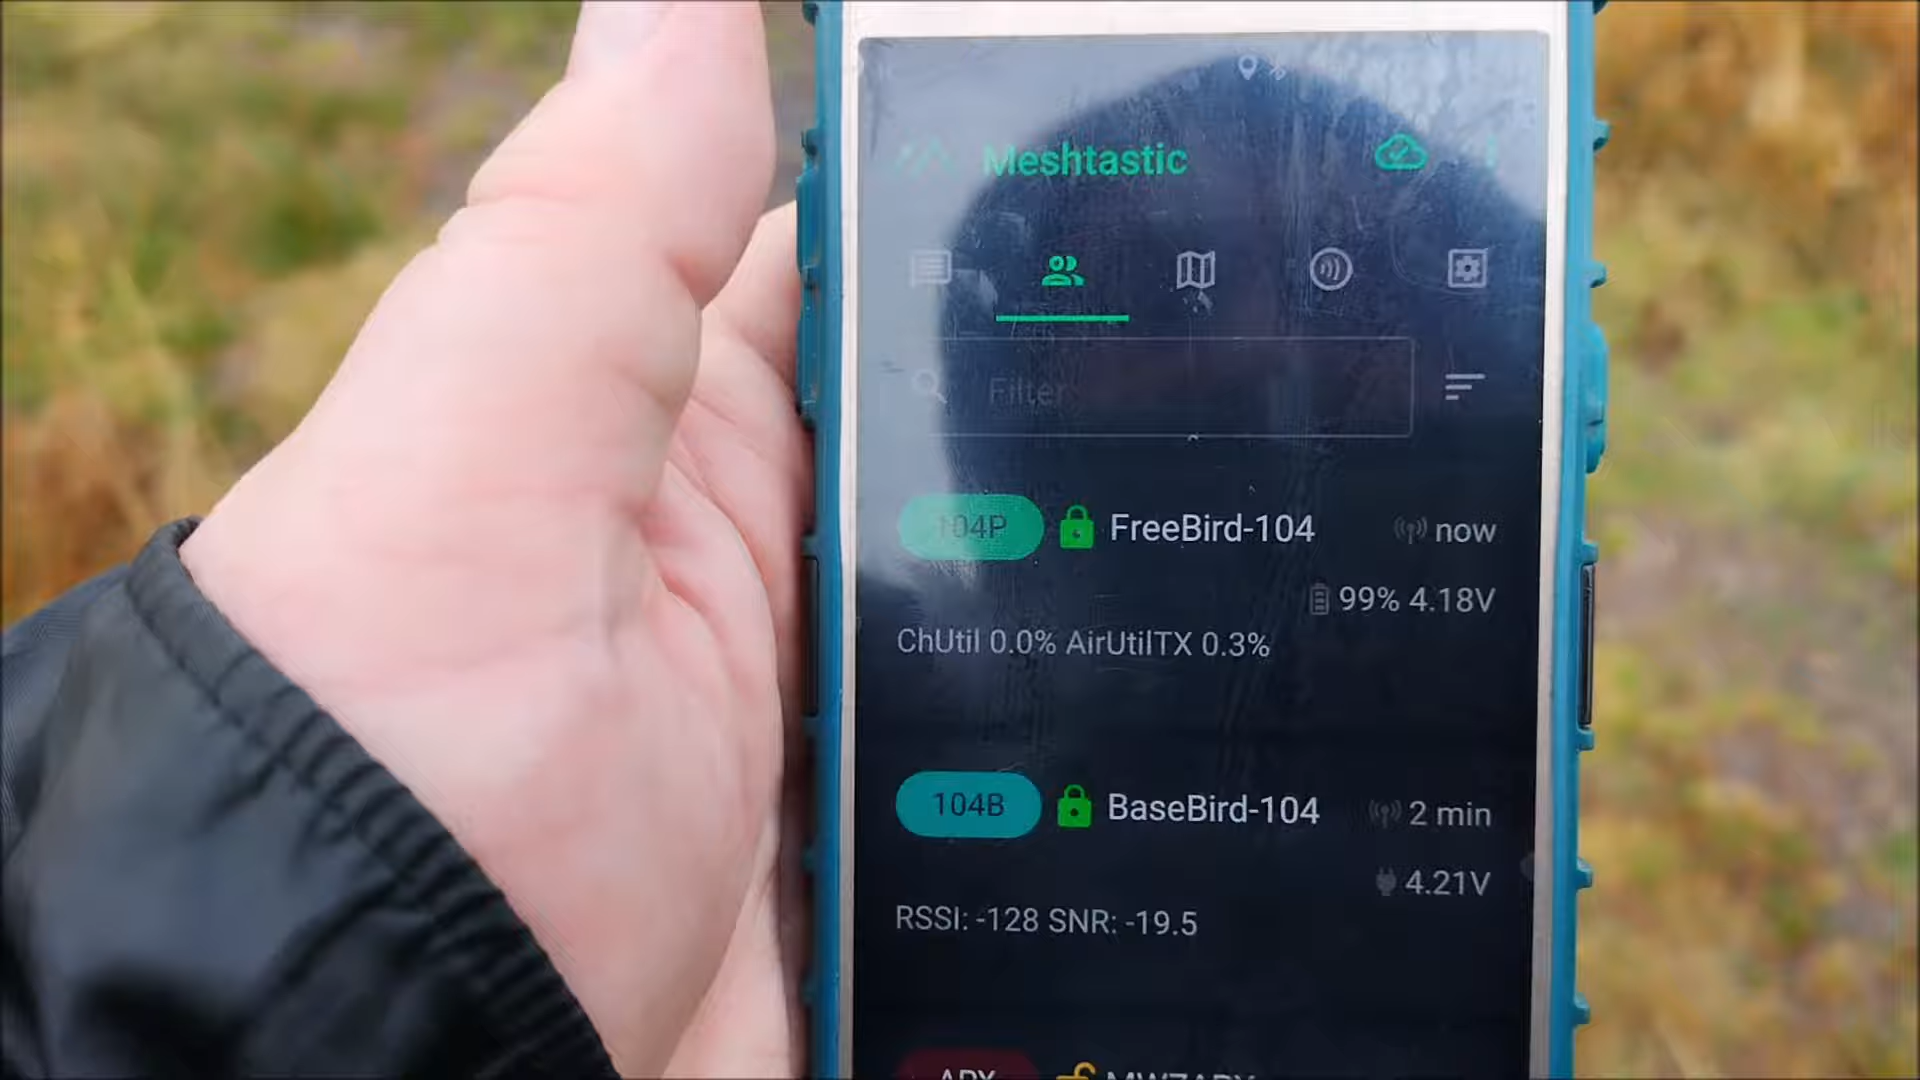 Meshtastic
Filter
104P FreeBird-104 now
99% 4.18V
ChUtil 0.0% AirUtilTX 0.3%
104B BaseBird-104 2 min
4.21V
RSSI: -128 SNR: -19.5